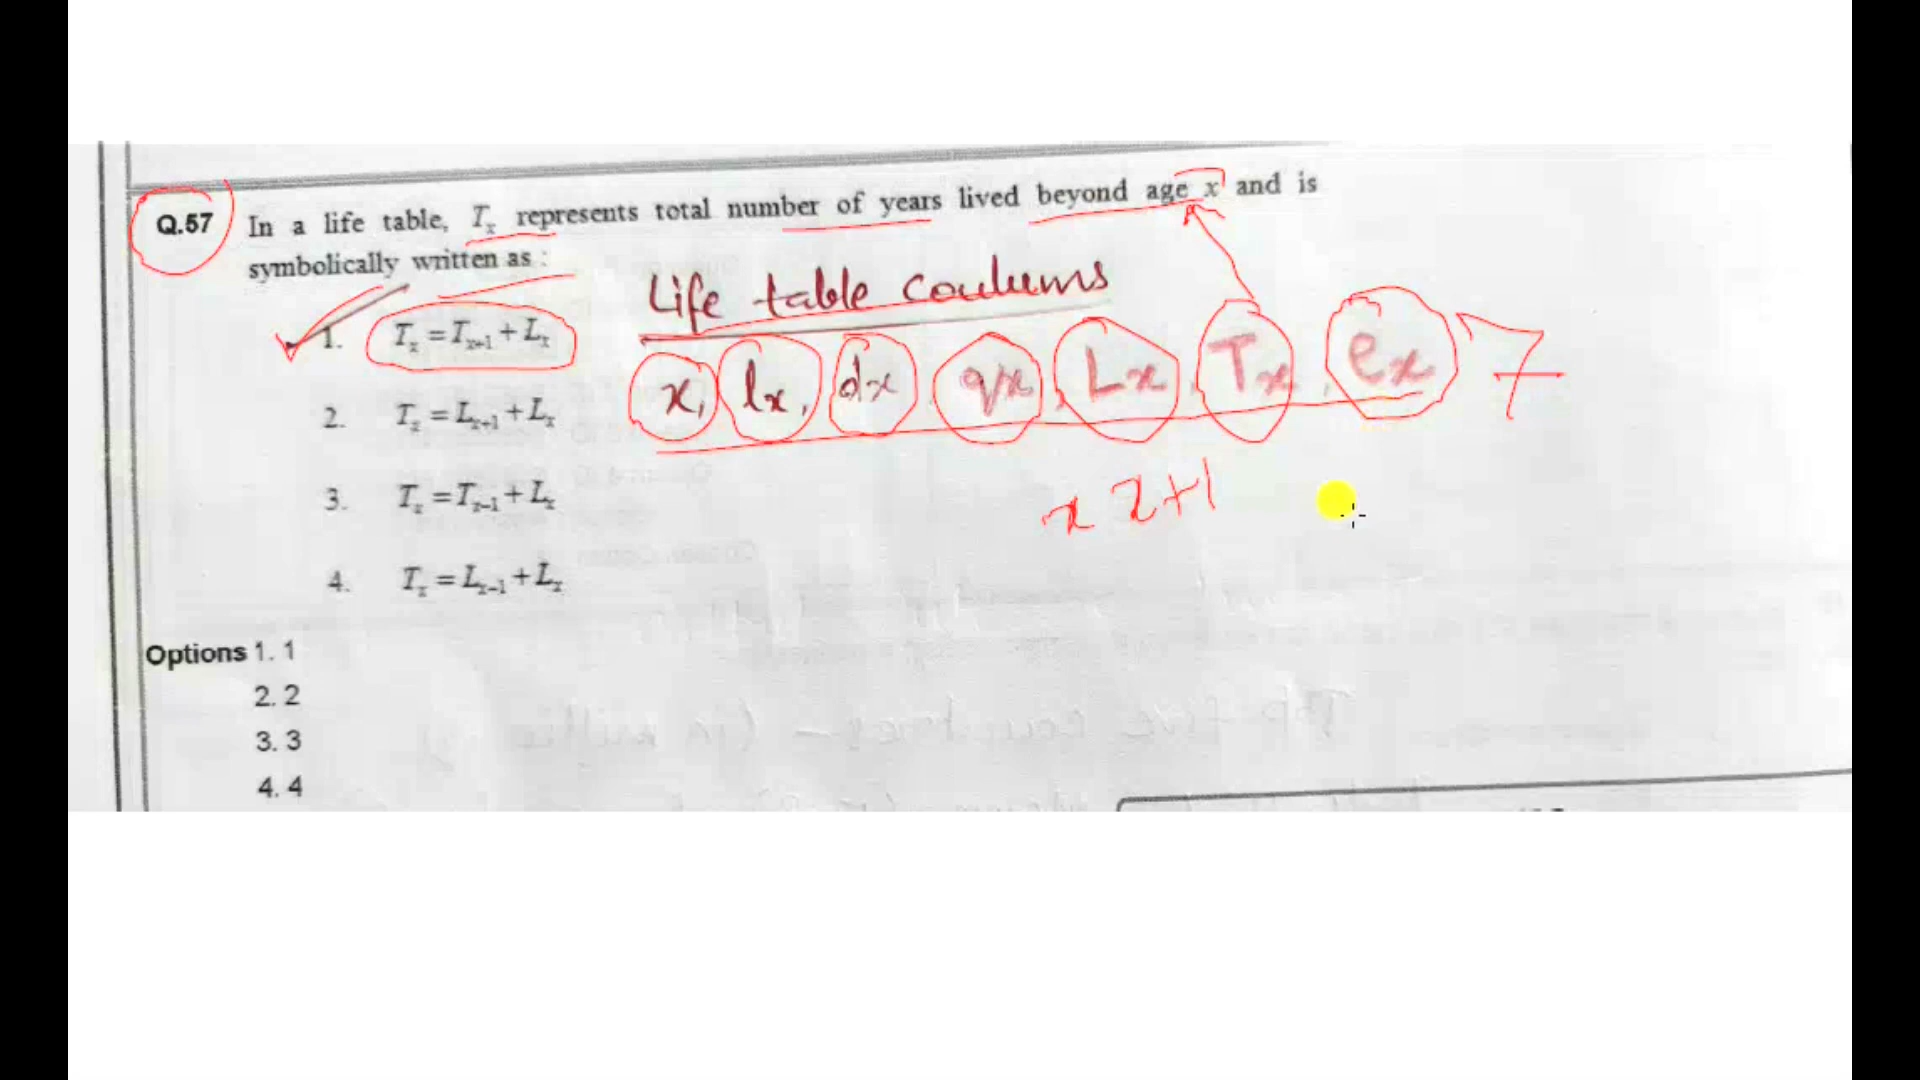 Q.57 In a life table, Tx represents total number of years lived beyond age x and is
symbolically written as :
Life table coulums
1. Tx = Tx+1 + Lx
x, lx, dx, qx, Lx, Tx, ex 7
2. Tx = Lx+1 + Lx
3. Tx = Tx-1 + Lx
x x+1
4. Tx = Lx-1 + Lx
Options 1. 1
2. 2
3. 3
4. 4